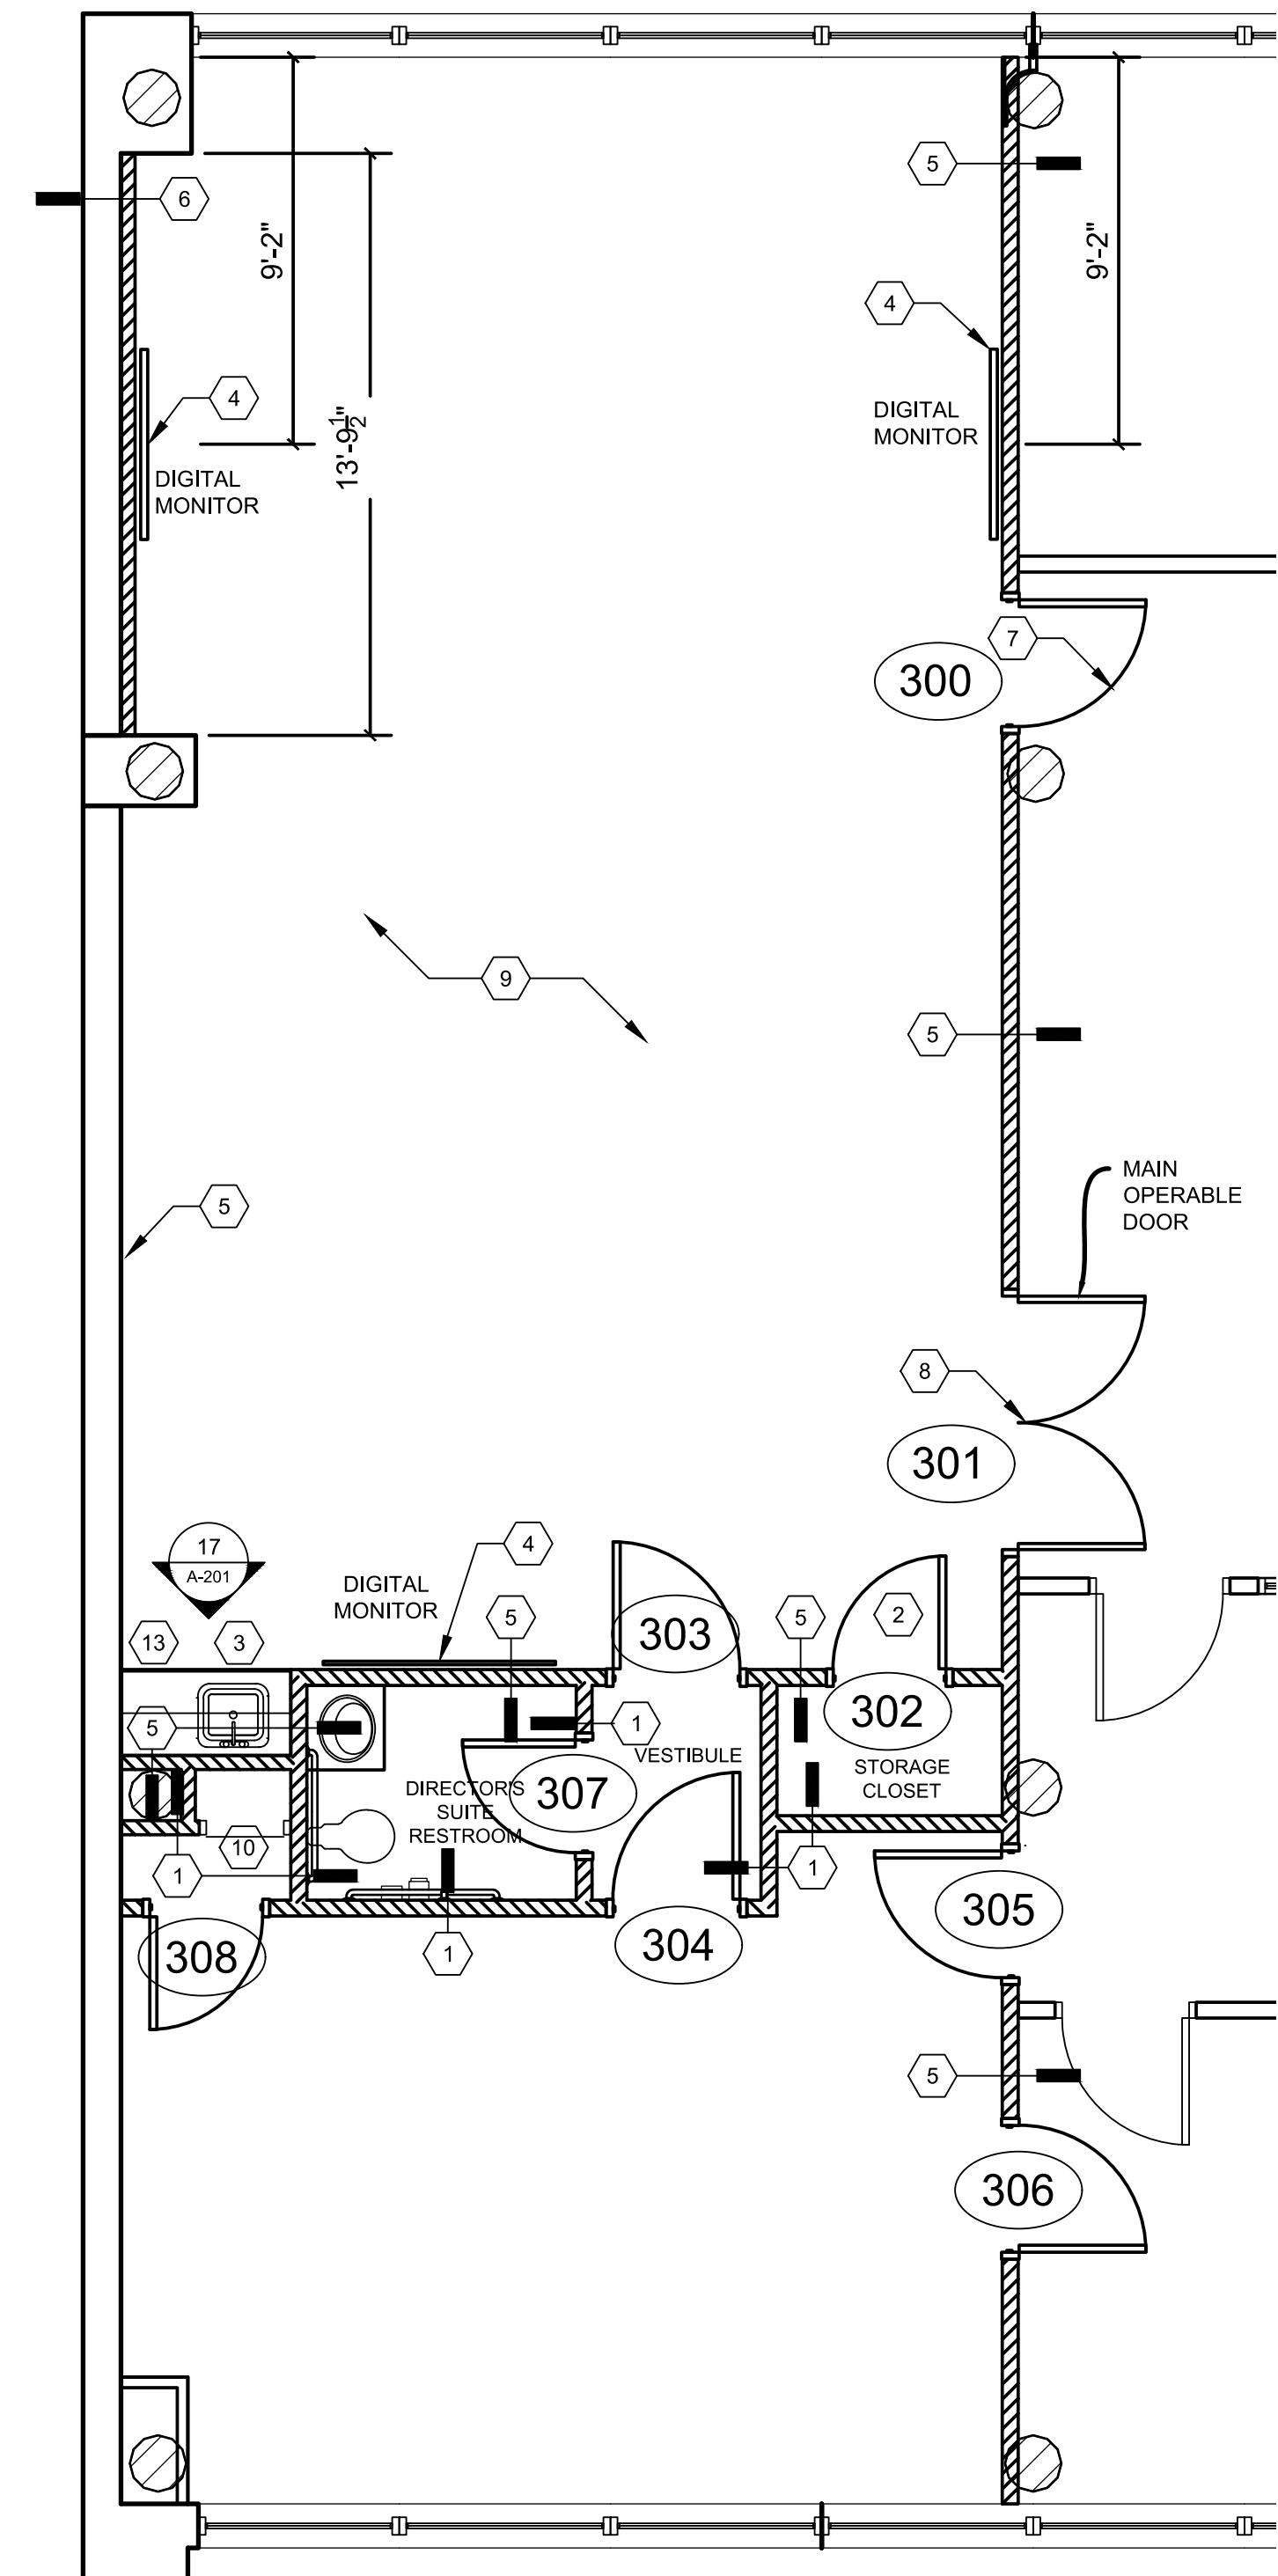 5
6
9'-2"
9'-2"
4
4
DIGITAL
MONITOR
13'-9 1/2"
DIGITAL
MONITOR
7
300
9
5
MAIN
OPERABLE
DOOR
5
8
301
17
A-201
4
DIGITAL
MONITOR
5
303
5
2
13
3
302
5
1
VESTIBULE
STORAGE
CLOSET
DIRECTOR'S
SUITE
RESTROOM
307
10
1
1
305
308
1
304
5
306